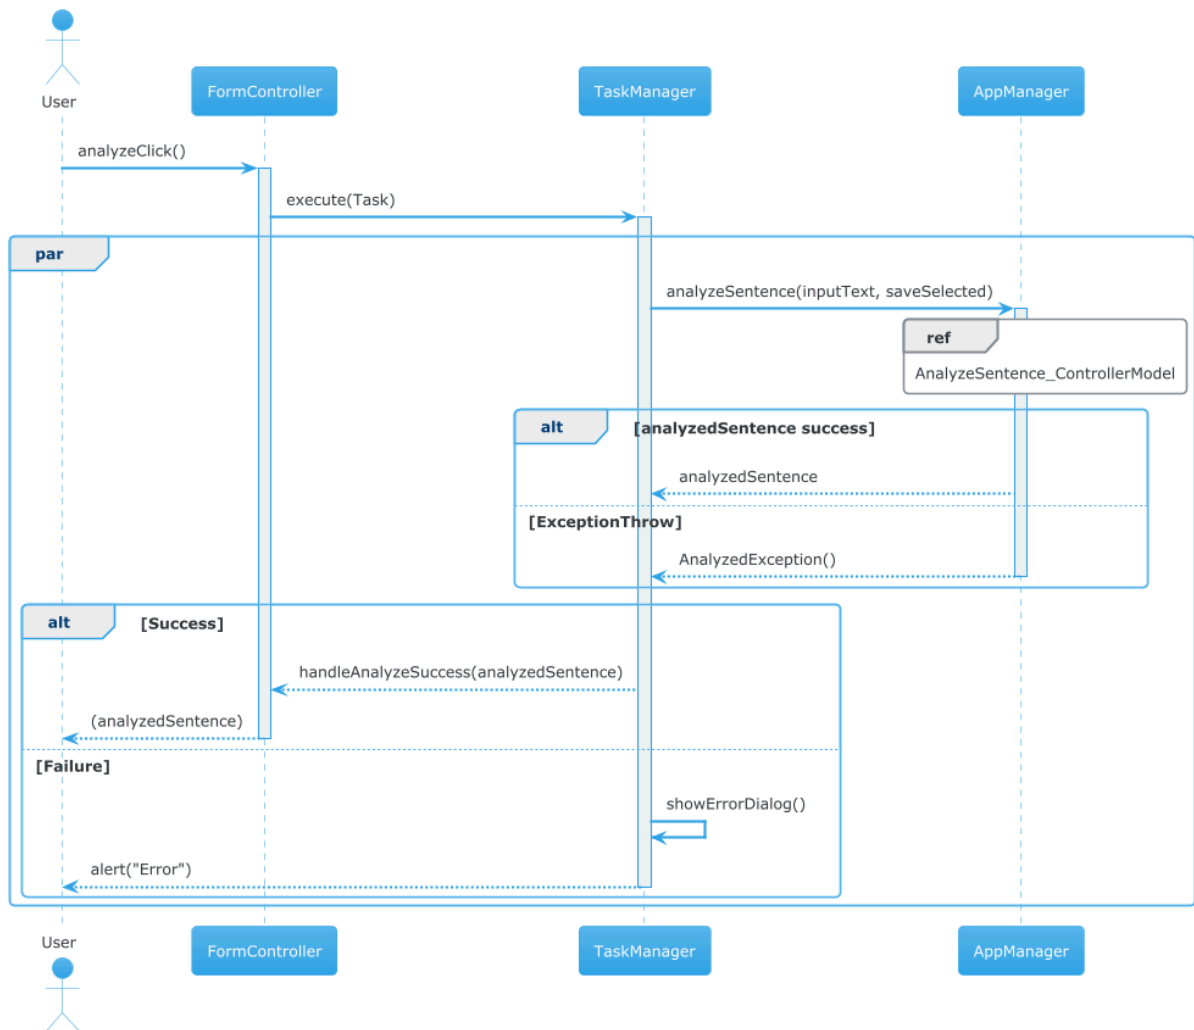 User
FormController
TaskManager
AppManager
analyzeClick()
execute(Task)
par
analyzeSentence(inputText, saveSelected)
ref
AnalyzeSentence_ControllerModel
alt [analyzedSentence success]
analyzedSentence
[ExceptionThrow]
AnalyzedException()
alt [Success]
handleAnalyzeSuccess(analyzedSentence)
(analyzedSentence)
[Failure]
showErrorDialog()
alert("Error")
User
FormController
TaskManager
AppManager